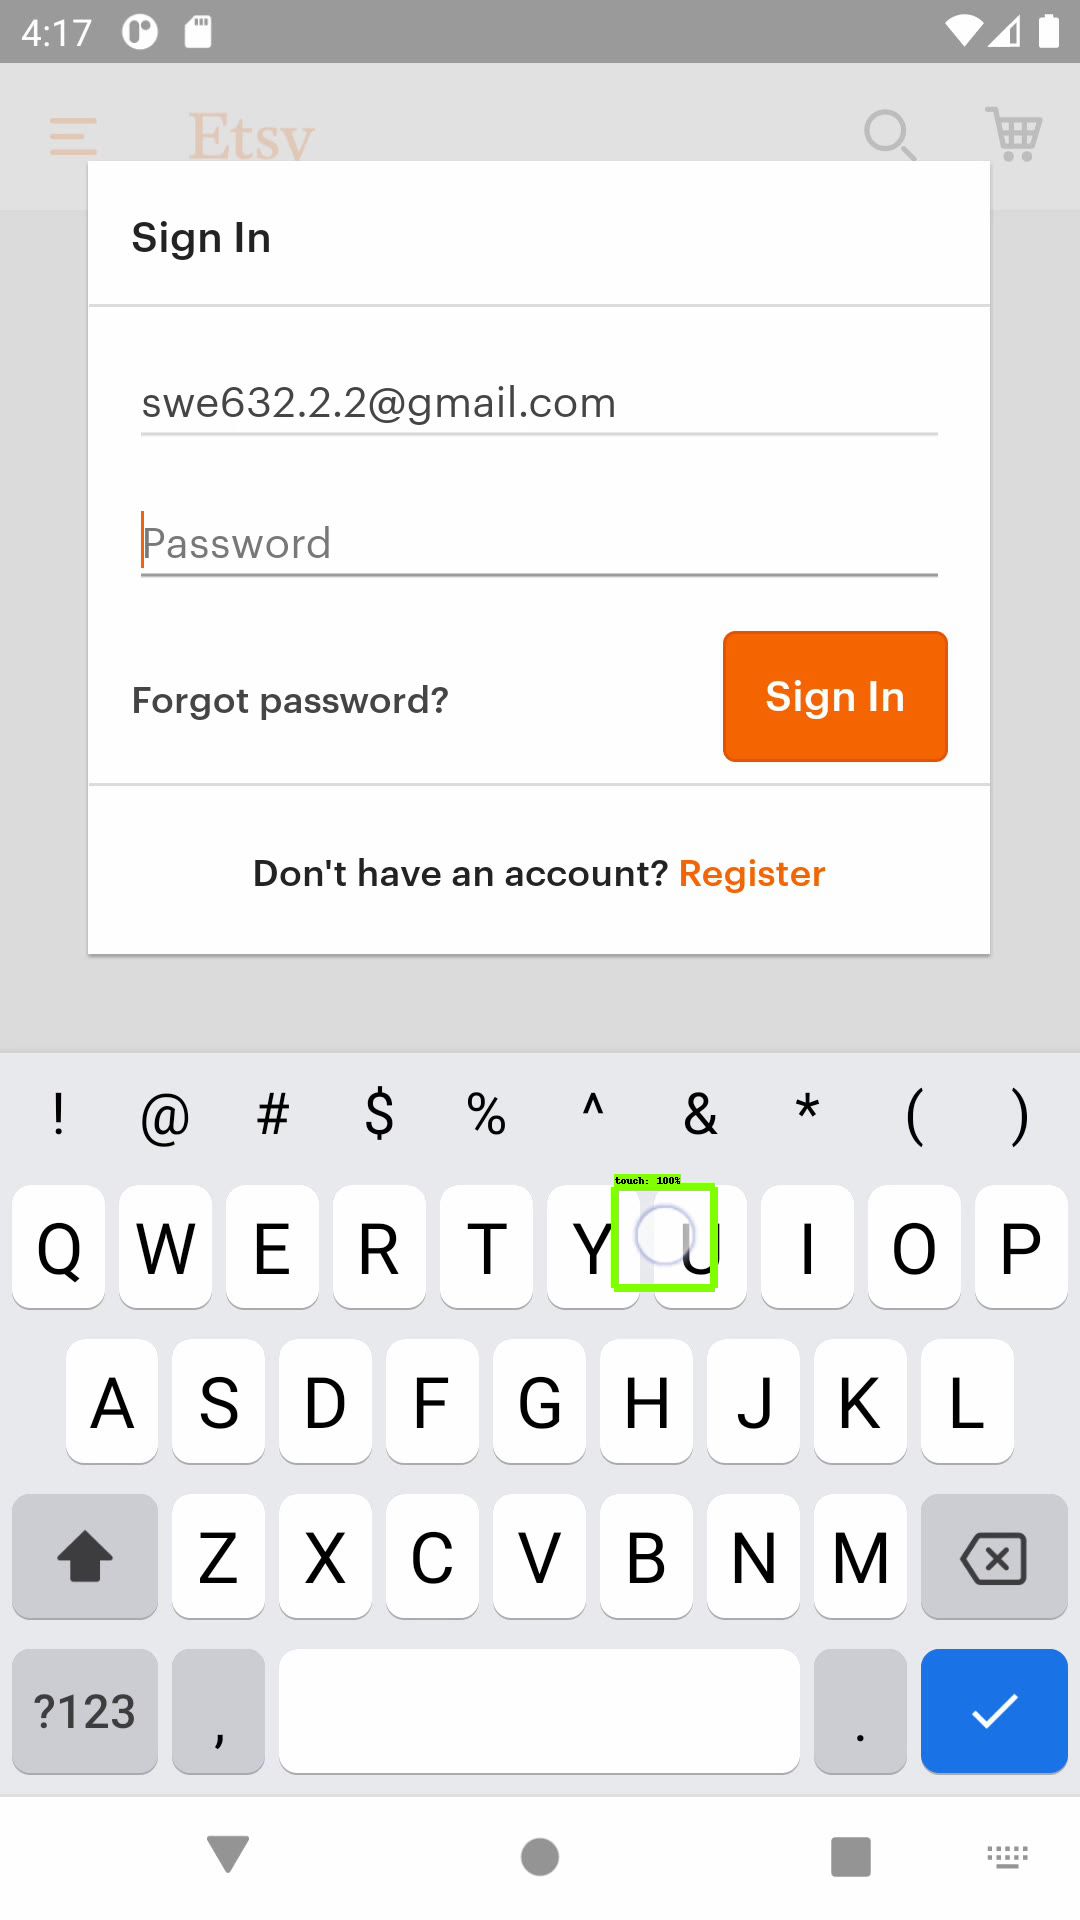 4:17
Etsy
Sign In
swe632.2.2@gmail.com
Password
Forgot password?
Sign In
Don't have an account? Register
! @ # $ % ^ & * ( )
touch: 100%
Q W E R T Y U I O P
A S D F G H J K L
Z X C V B N M
?123 , .